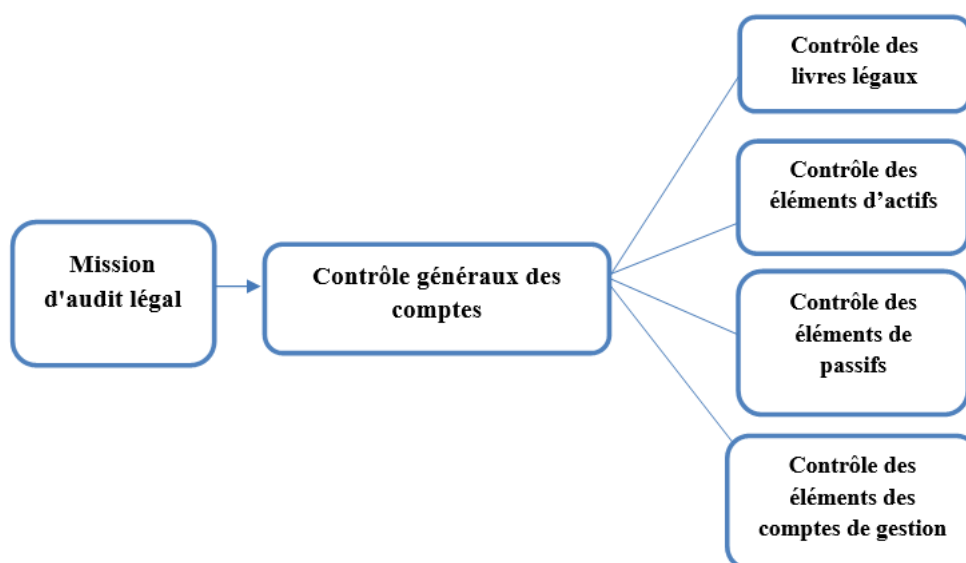 Mission
d'audit légal
Contrôle généraux des
comptes
Contrôle des
livres légaux
Contrôle des
éléments d’actifs
Contrôle des
éléments de
passifs
Contrôle des
éléments des
comptes de gestion